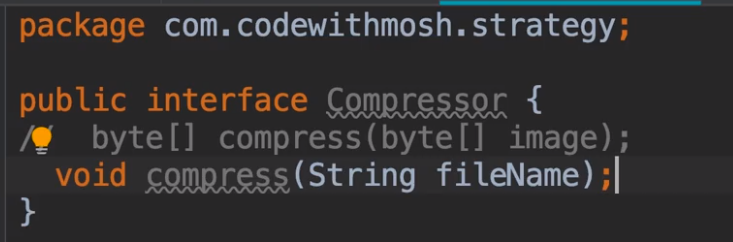 package com.codewithmosh.strategy;
public interface Compressor {
//  byte[] compress(byte[] image);
  void compress(String fileName);
}